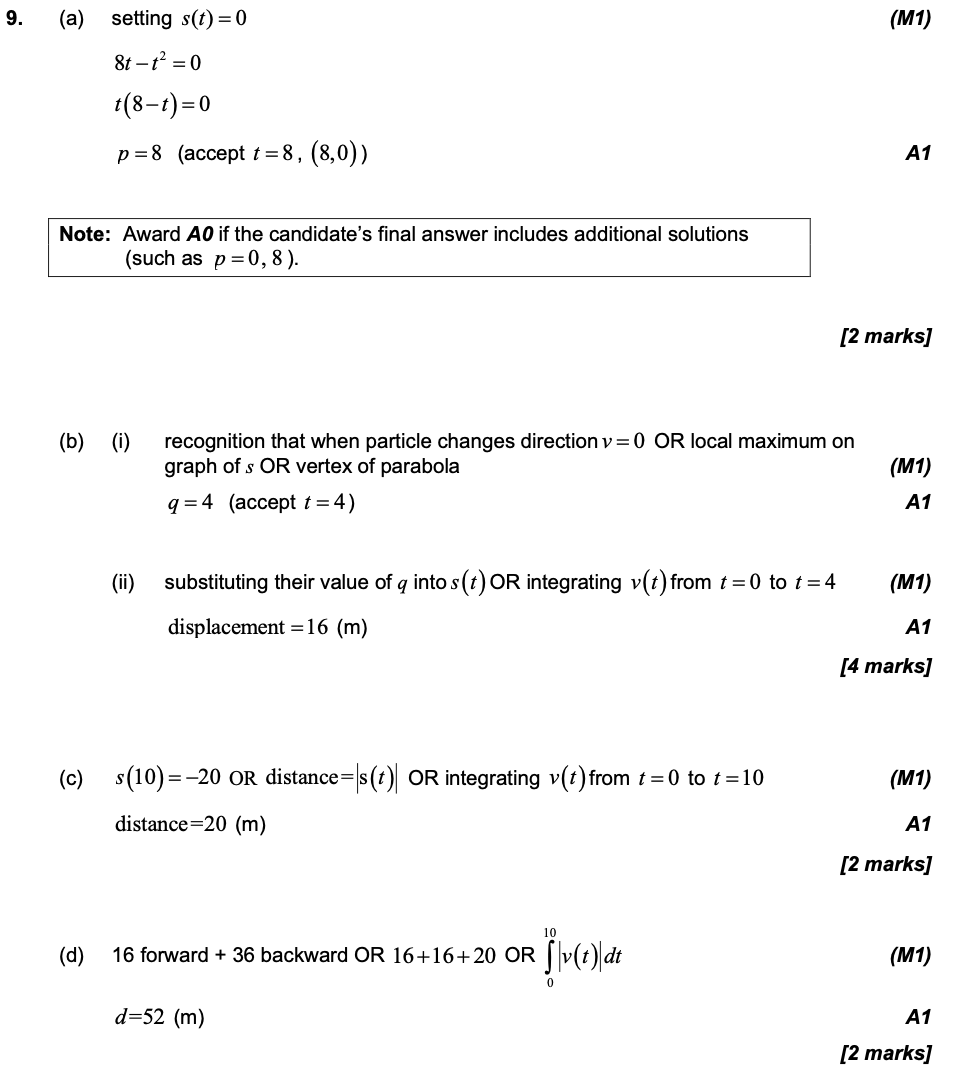 9. (a) setting s(t) = 0 (M1)
8t − t² = 0
t(8 − t) = 0
p = 8 (accept t = 8, (8,0)) A1
Note: Award A0 if the candidate's final answer includes additional solutions
(such as p = 0, 8).
[2 marks]
(b) (i) recognition that when particle changes direction v = 0 OR local maximum on
graph of s OR vertex of parabola (M1)
q = 4 (accept t = 4) A1
(ii) substituting their value of q into s(t) OR integrating v(t) from t = 0 to t = 4 (M1)
displacement = 16 (m) A1
[4 marks]
(c) s(10) = −20 OR distance=|s(t)| OR integrating v(t) from t = 0 to t = 10 (M1)
distance=20 (m) A1
[2 marks]
(d) 16 forward + 36 backward OR 16+16+20 OR ∫₀¹⁰|v(t)|dt (M1)
d=52 (m) A1
[2 marks]